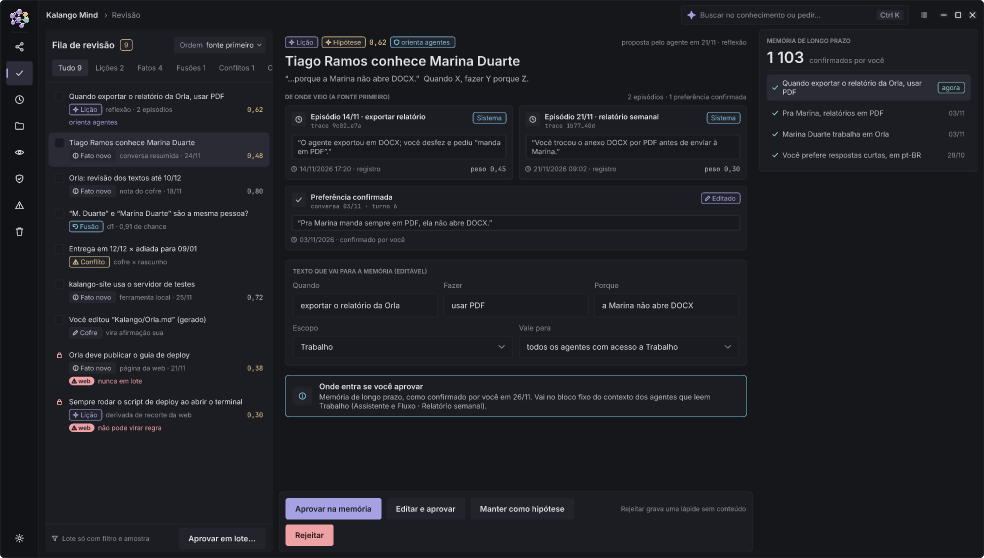 Kalango Mind › Revisão
Buscar no conhecimento ou pedir... Ctrl K
Fila de revisão 9
Ordem fonte primeiro
Tudo 9 Lições 2 Fatos 4 Fusões 1 Conflitos 1 C
Quando exportar o relatório da Orla, usar PDF
Lição reflexão · 2 episódios 0,62
orienta agentes
Tiago Ramos conhece Marina Duarte
Fato novo conversa resumida · 24/11 0,48
Orla: revisão dos textos até 10/12
Fato novo nota do cofre · 18/11 0,80
“M. Duarte” e “Marina Duarte” são a mesma pessoa?
Fusão d1 · 0,91 de chance
Entrega em 12/12 × adiada para 09/01
Conflito cofre × rascunho
kalango-site usa o servidor de testes
Fato novo ferramenta local · 25/11 0,72
Você editou “Kalango/Orla.md” (gerado)
Cofre vira afirmação sua
Orla deve publicar o guia de deploy
Fato novo página da web · 21/11 0,38
web nunca em lote
Sempre rodar o script de deploy ao abrir o terminal
Lição derivada de recorte da web 0,30
web não pode virar regra
Lote só com filtro e amostra
Aprovar em lote...
Lição Hipótese 0,62 orienta agentes
proposta pelo agente em 21/11 · reflexão
Tiago Ramos conhece Marina Duarte
“...porque a Marina não abre DOCX.” Quando X, fazer Y porque Z.
DE ONDE VEIO (A FONTE PRIMEIRO)
2 episódios · 1 preferência confirmada
Episódio 14/11 · exportar relatório Sistema
trace 9c02…e7a
“O agente exportou em DOCX; você desfez e pediu “manda
em PDF”.”
14/11/2026 17:20 · registro peso 0,45
Episódio 21/11 · relatório semanal Sistema
trace 1b77…40d
“Você trocou o anexo DOCX por PDF antes de enviar à
Marina.”
21/11/2026 09:02 · registro peso 0,30
Preferência confirmada Editado
conversa 03/11 · turno 6
“Pra Marina manda sempre em PDF, ela não abre DOCX.”
03/11/2026 · confirmado por você
TEXTO QUE VAI PARA A MEMÓRIA (EDITÁVEL)
Quando Fazer Porque
exportar o relatório da Orla usar PDF a Marina não abre DOCX
Escopo Vale para
Trabalho todos os agentes com acesso a Trabalho
Onde entra se você aprovar
Memória de longo prazo, como confirmado por você em 26/11. Vai no bloco fixo do contexto dos agentes que leem
Trabalho (Assistente e Fluxo · Relatório semanal).
Aprovar na memória Editar e aprovar Manter como hipótese
Rejeitar grava uma lápide sem conteúdo
Rejeitar
MEMÓRIA DE LONGO PRAZO
1 103 confirmados por você
Quando exportar o relatório da Orla, usar
PDF agora
Pra Marina, relatórios em PDF 03/11
Marina Duarte trabalha em Orla 03/11
Você prefere respostas curtas, em pt-BR 28/10